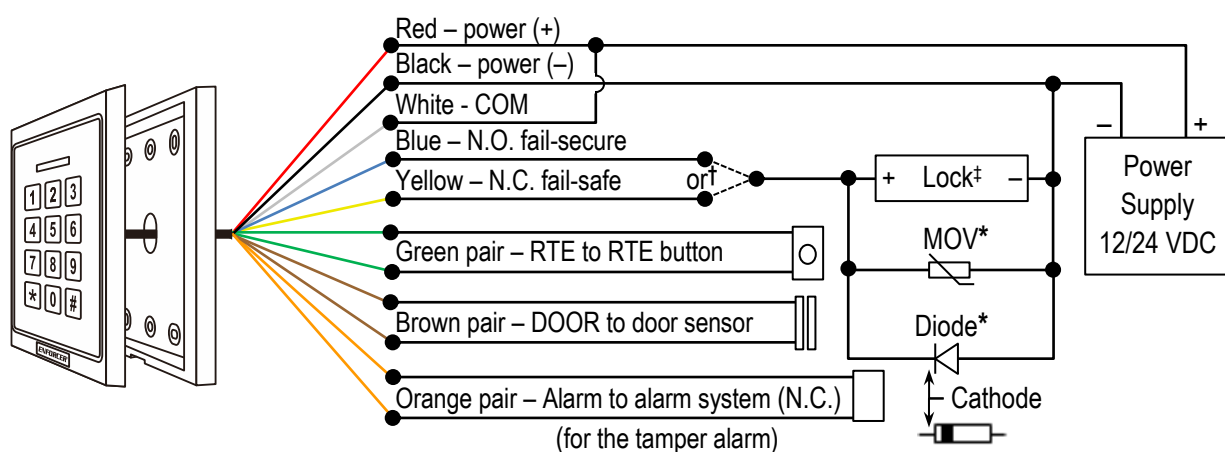 Red – power (+)
Black – power (–)
White - COM
Blue – N.O. fail-secure
Yellow – N.C. fail-safe
or†
Green pair – RTE to RTE button
Brown pair – DOOR to door sensor
Orange pair – Alarm to alarm system (N.C.)
(for the tamper alarm)
+ Lock‡ –
MOV*
Diode*
Cathode
– +
Power
Supply
12/24 VDC
1 2 3
4 5 6
7 8 9
* 0 #
ENFORCER